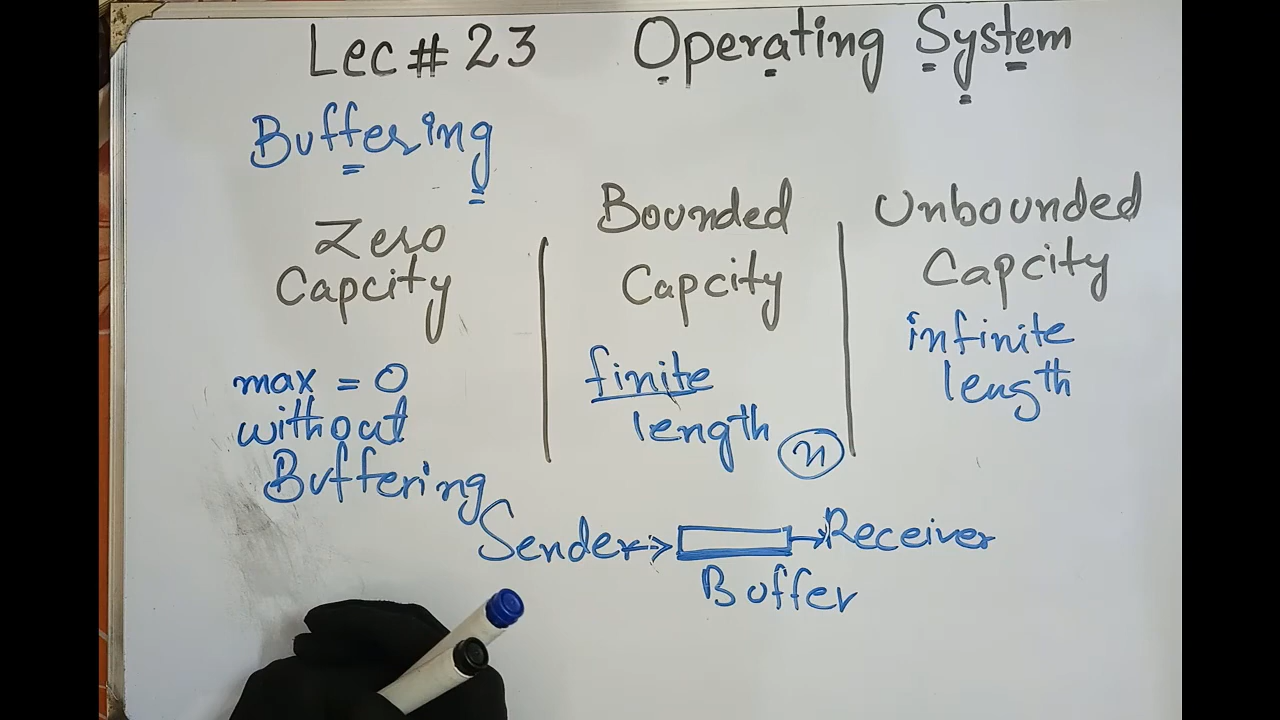 Lec # 23 Operating System
Buffering
Zero
Capcity
max = 0
without
Buffering
Bounded
Capcity
finite
length n
Unbounded
Capcity
infinite
length
Sender Receiver
Buffer